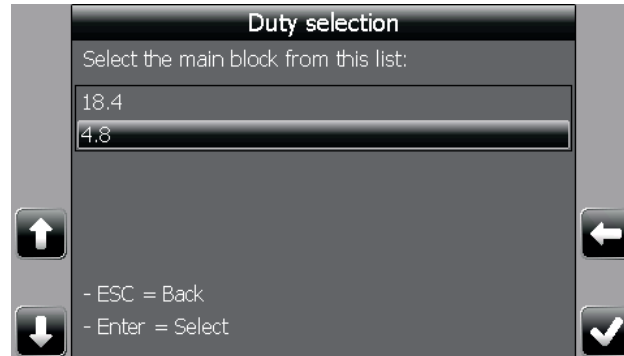 Duty selection
Select the main block from this list:
18.4
4.8
- ESC = Back
- Enter = Select